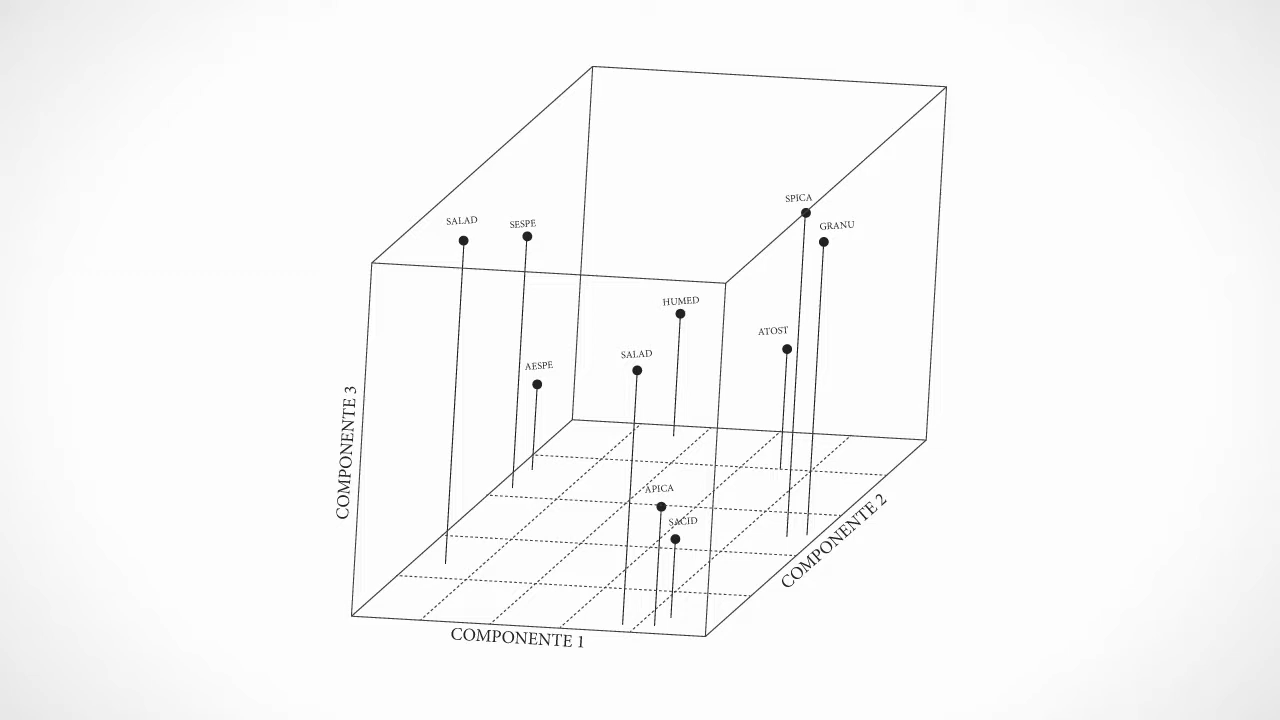 SPICA
SALAD
SESPE
GRANU
HUMED
ATOST
SALAD
AESPE
APICA
SACID
COMPONENTE 3
COMPONENTE 2
COMPONENTE 1